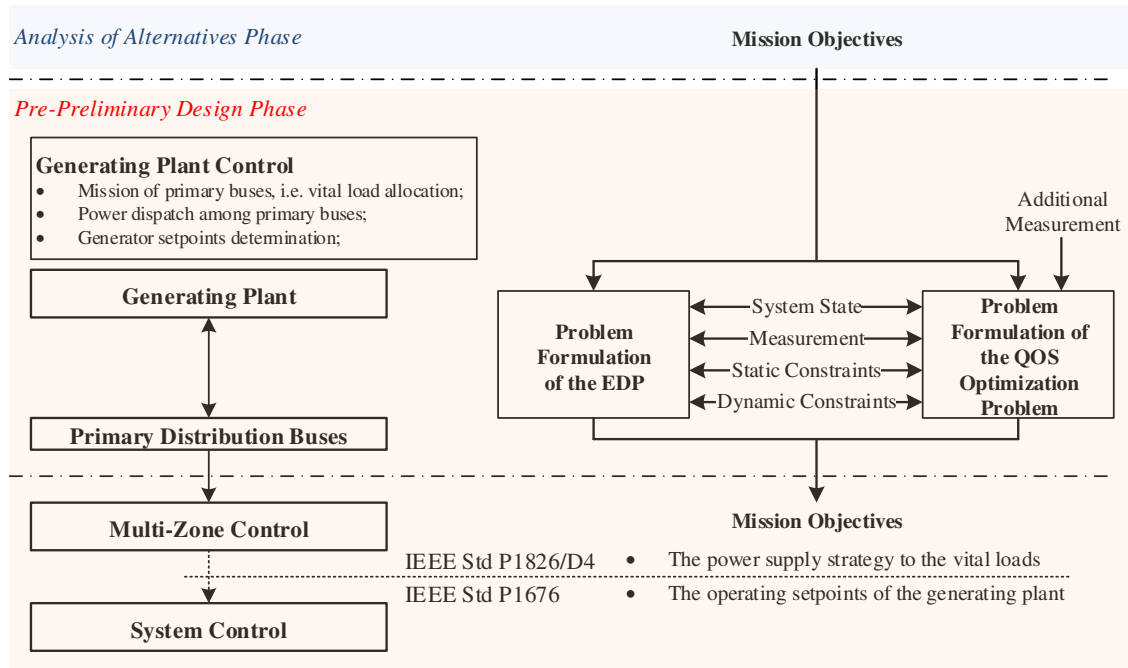 Analysis of Alternatives Phase
Mission Objectives
Pre-Preliminary Design Phase
Generating Plant Control
• Mission of primary buses, i.e. vital load allocation;
• Power dispatch among primary buses;
• Generator setpoints determination;
Generating Plant
Primary Distribution Buses
Additional
Measurement
Problem
Formulation
of the EDP
System State
Measurement
Static Constraints
Dynamic Constraints
Problem
Formulation of
the QOS
Optimization
Problem
Multi-Zone Control
Mission Objectives
IEEE Std P1826/D4
• The power supply strategy to the vital loads
IEEE Std P1676
• The operating setpoints of the generating plant
System Control